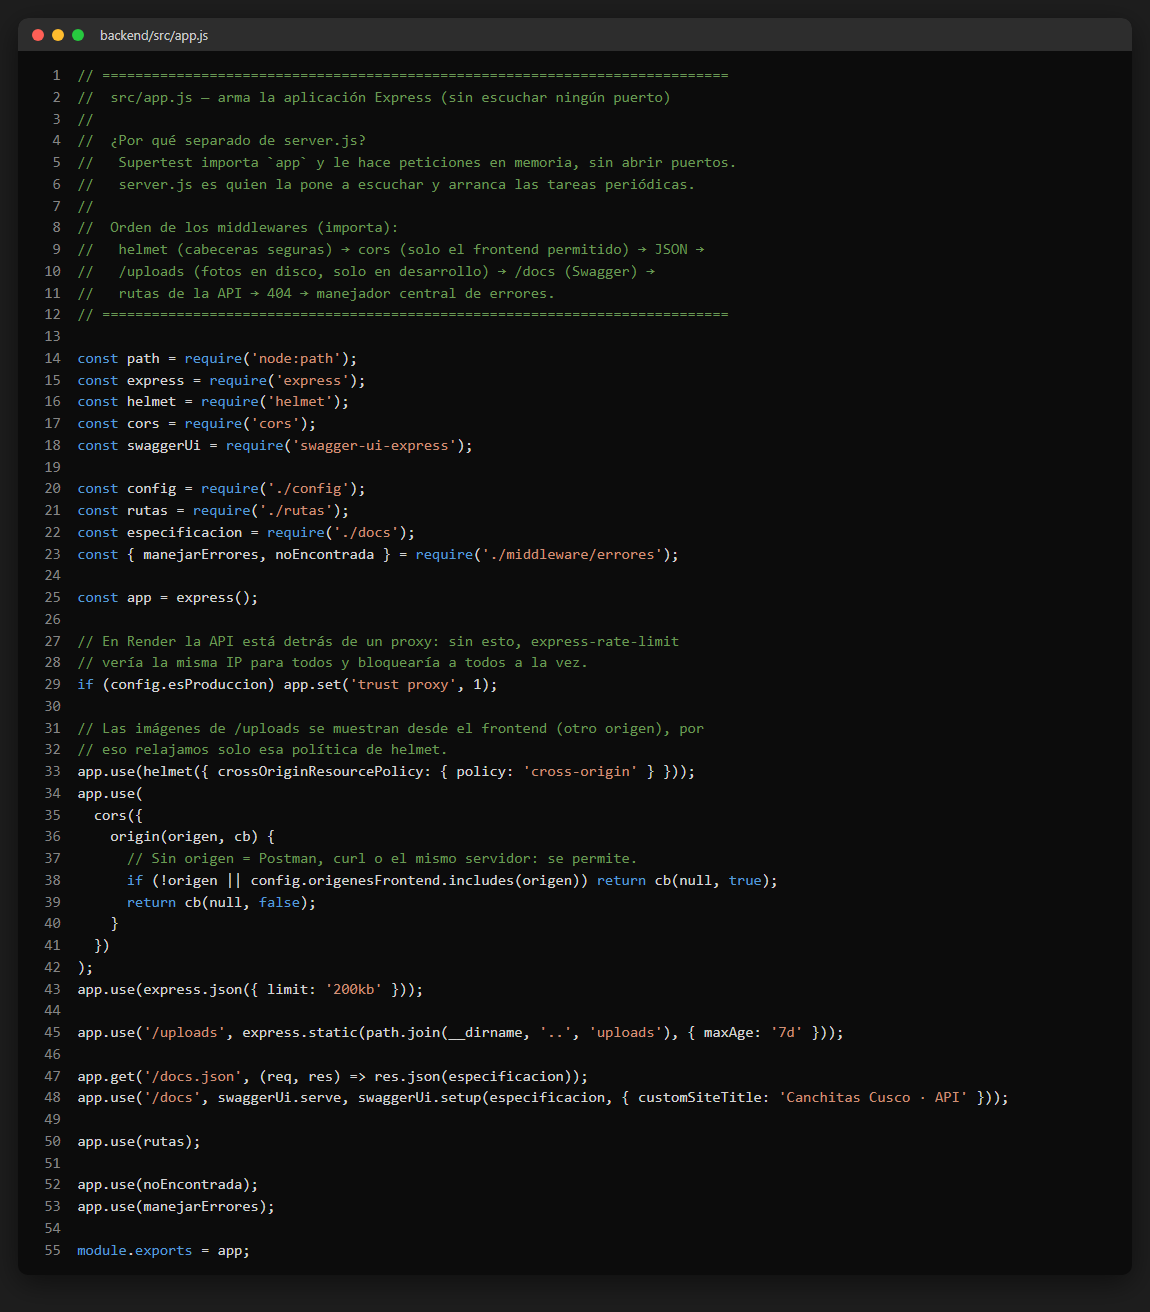 backend/src/app.js
1 // ============================================================================
2 //  src/app.js — arma la aplicación Express (sin escuchar ningún puerto)
3 //
4 //  ¿Por qué separado de server.js?
5 //   Supertest importa `app` y le hace peticiones en memoria, sin abrir puertos.
6 //   server.js es quien la pone a escuchar y arranca las tareas periódicas.
7 //
8 //  Orden de los middlewares (importa):
9 //   helmet (cabeceras seguras) → cors (solo el frontend permitido) → JSON →
10 //   /uploads (fotos en disco, solo en desarrollo) → /docs (Swagger) →
11 //   rutas de la API → 404 → manejador central de errores.
12 // ============================================================================
13
14 const path = require('node:path');
15 const express = require('express');
16 const helmet = require('helmet');
17 const cors = require('cors');
18 const swaggerUi = require('swagger-ui-express');
19
20 const config = require('./config');
21 const rutas = require('./rutas');
22 const especificacion = require('./docs');
23 const { manejarErrores, noEncontrada } = require('./middleware/errores');
24
25 const app = express();
26
27 // En Render la API está detrás de un proxy: sin esto, express-rate-limit
28 // vería la misma IP para todos y bloquearía a todos a la vez.
29 if (config.esProduccion) app.set('trust proxy', 1);
30
31 // Las imágenes de /uploads se muestran desde el frontend (otro origen), por
32 // eso relajamos solo esa política de helmet.
33 app.use(helmet({ crossOriginResourcePolicy: { policy: 'cross-origin' } }));
34 app.use(
35   cors({
36     origin(origen, cb) {
37       // Sin origen = Postman, curl o el mismo servidor: se permite.
38       if (!origen || config.origenesFrontend.includes(origen)) return cb(null, true);
39       return cb(null, false);
40     }
41   })
42 );
43 app.use(express.json({ limit: '200kb' }));
44
45 app.use('/uploads', express.static(path.join(__dirname, '..', 'uploads'), { maxAge: '7d' }));
46
47 app.get('/docs.json', (req, res) => res.json(especificacion));
48 app.use('/docs', swaggerUi.serve, swaggerUi.setup(especificacion, { customSiteTitle: 'Canchitas Cusco · API' }));
49
50 app.use(rutas);
51
52 app.use(noEncontrada);
53 app.use(manejarErrores);
54
55 module.exports = app;